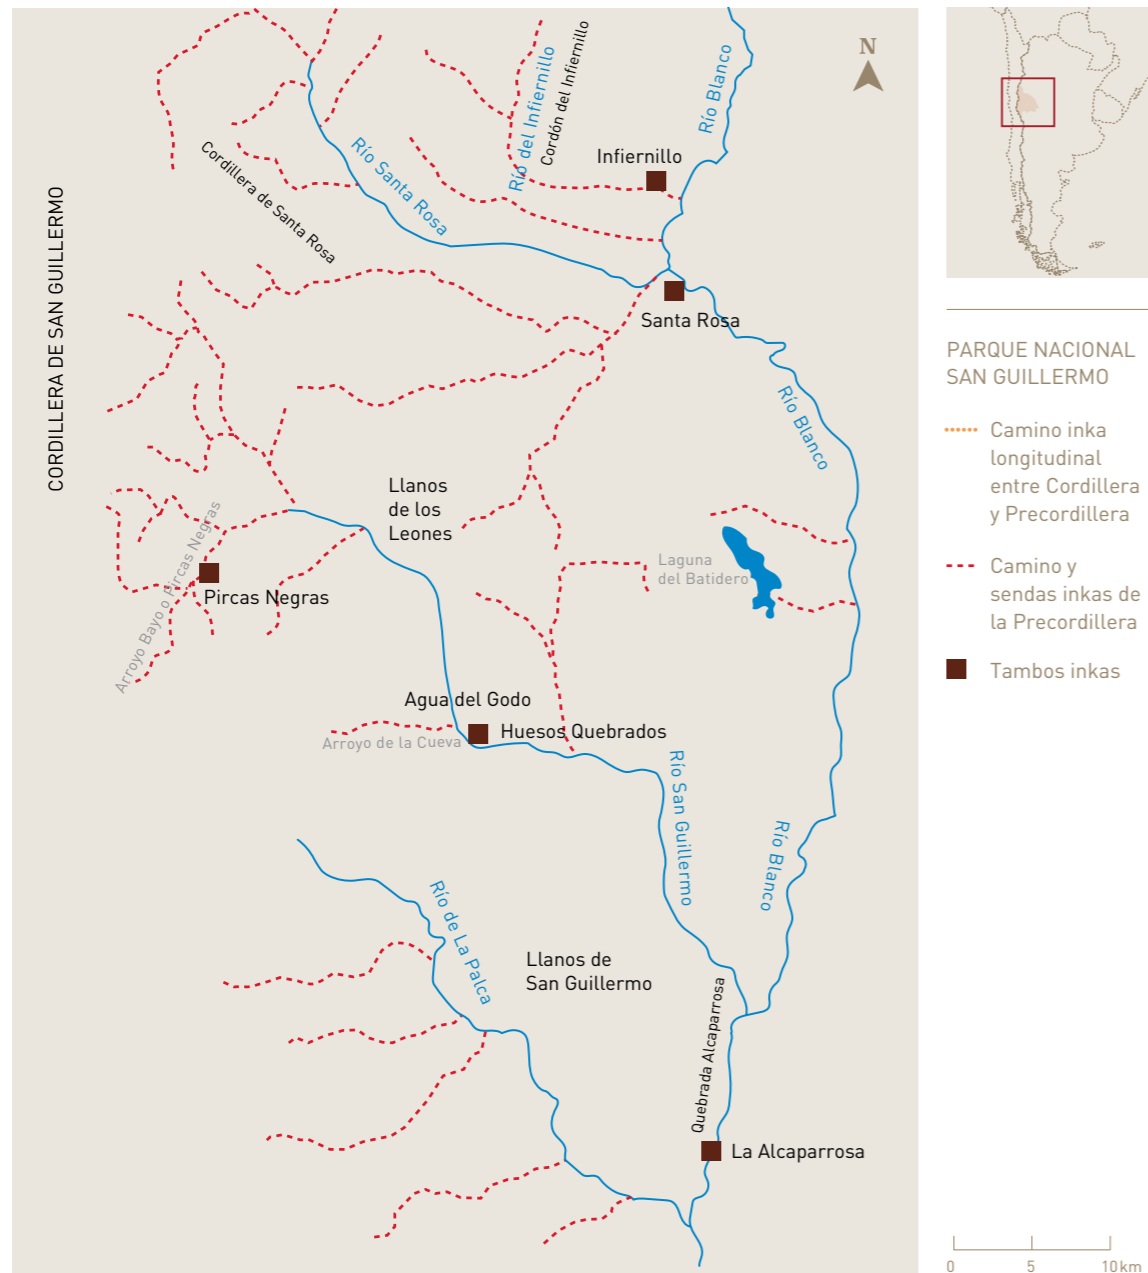 N
Río Blanco
Río del Infiernillo
Cordón del Infiernillo
Infiernillo
Río Santa Rosa
Cordillera de Santa Rosa
CORDILLERA DE SAN GUILLERMO
Santa Rosa
Río Blanco
Llanos
de los
Leones
Laguna
del Batidero
Arroyo Bayo o Pircas Negras
Pircas Negras
Agua del Godo
Huesos Quebrados
Arroyo de la Cueva
Río San Guillermo
Río Blanco
Río de La Palca
Llanos de
San Guillermo
Quebrada Alcaparrosa
La Alcaparrosa
PARQUE NACIONAL
SAN GUILLERMO
Camino inka
longitudinal
entre Cordillera
y Precordillera
Camino y
sendas inkas de
la Precordillera
Tambos inkas
0 5 10 km